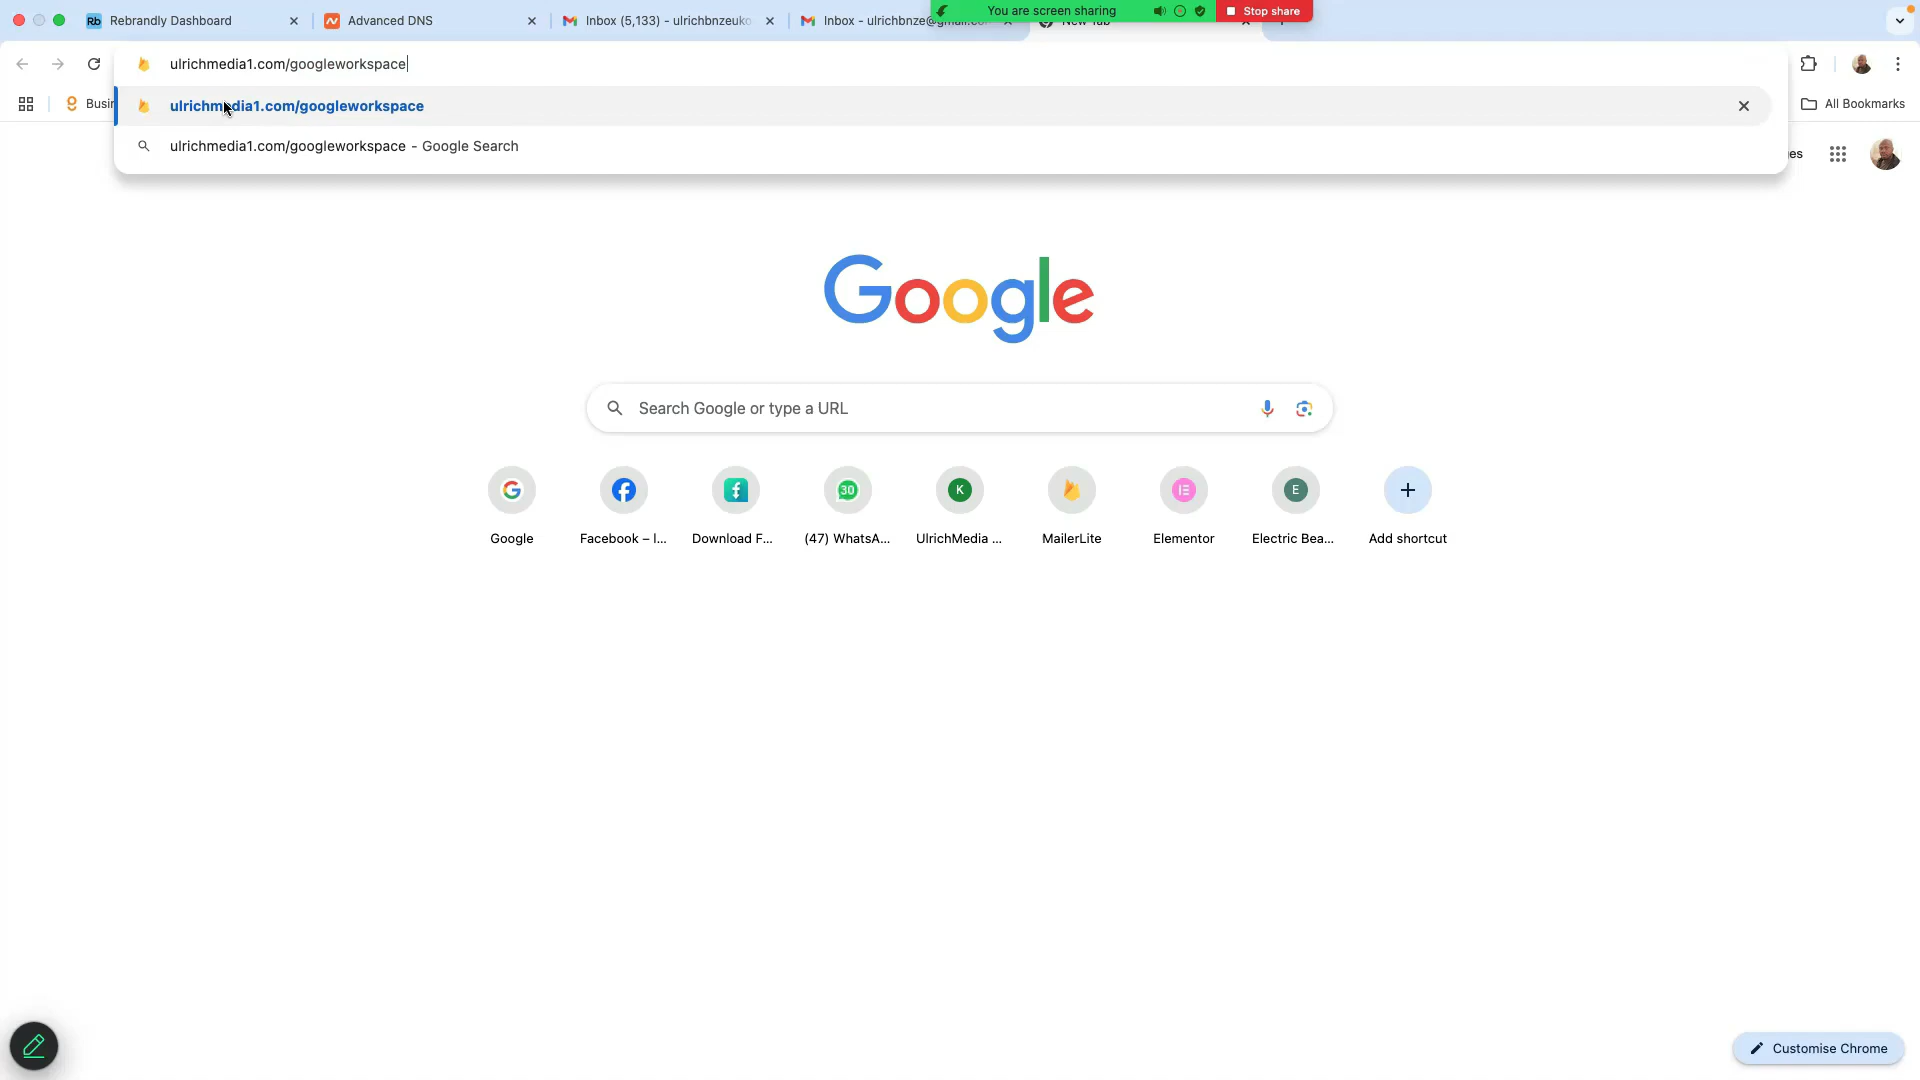 Rebrandly Dashboard
Advanced DNS
Inbox (5,133) - ulrichbnzeuko
Inbox - ulrichbnze@gmail.co
New Tab
You are screen sharing
Stop share
ulrichmedia1.com/googleworkspace
Busin
ulrichmedia1.com/googleworkspace
All Bookmarks
ulrichmedia1.com/googleworkspace - Google Search
es
Google
Search Google or type a URL
30
K
E
Google
Facebook – l...
Download F...
(47) WhatsA...
UlrichMedia ...
MailerLite
Elementor
Electric Bea...
Add shortcut
Customise Chrome